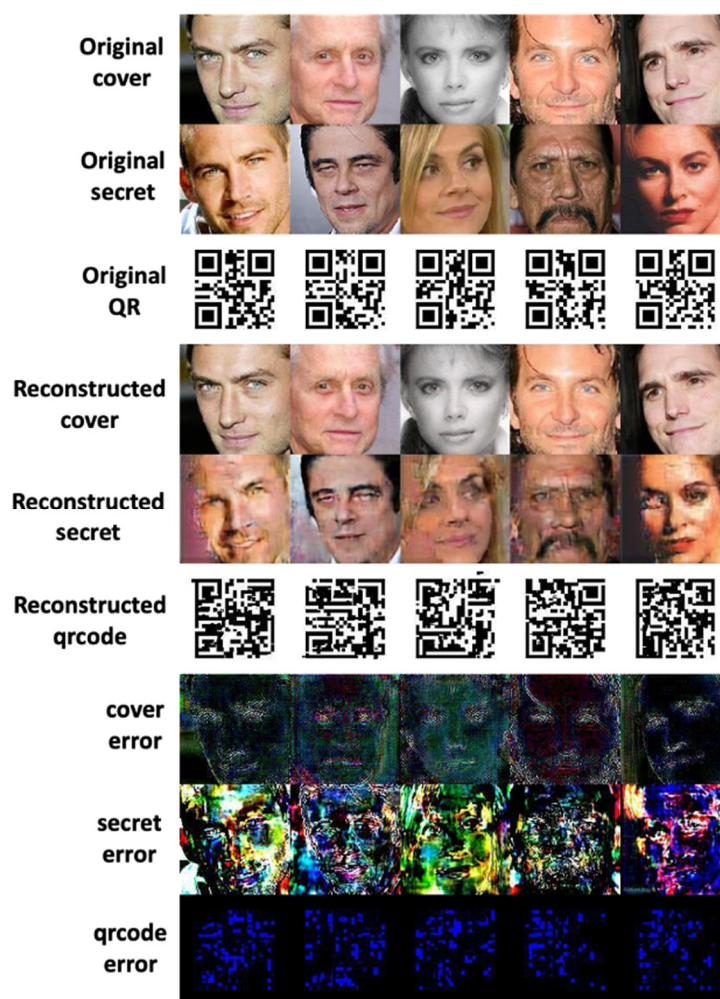 Original
cover
Original
secret
Original
QR
Reconstructed
cover
Reconstructed
secret
Reconstructed
qrcode
cover
error
secret
error
qrcode
error